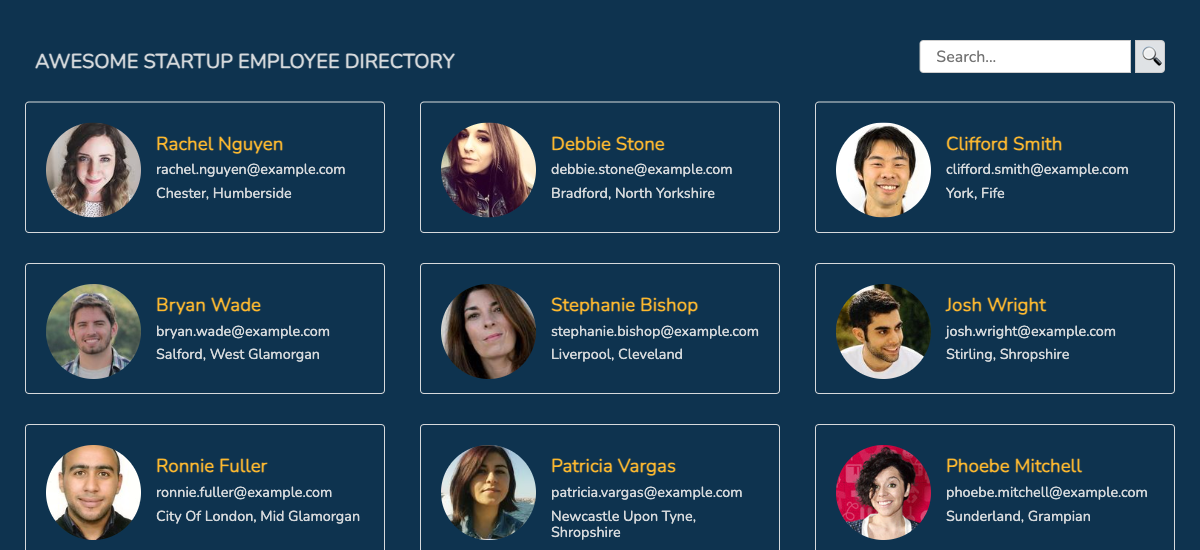 AWESOME STARTUP EMPLOYEE DIRECTORY
Search...
Rachel Nguyen
rachel.nguyen@example.com
Chester, Humberside
Debbie Stone
debbie.stone@example.com
Bradford, North Yorkshire
Clifford Smith
clifford.smith@example.com
York, Fife
Bryan Wade
bryan.wade@example.com
Salford, West Glamorgan
Stephanie Bishop
stephanie.bishop@example.com
Liverpool, Cleveland
Josh Wright
josh.wright@example.com
Stirling, Shropshire
Ronnie Fuller
ronnie.fuller@example.com
City Of London, Mid Glamorgan
Patricia Vargas
patricia.vargas@example.com
Newcastle Upon Tyne,
Shropshire
Phoebe Mitchell
phoebe.mitchell@example.com
Sunderland, Grampian